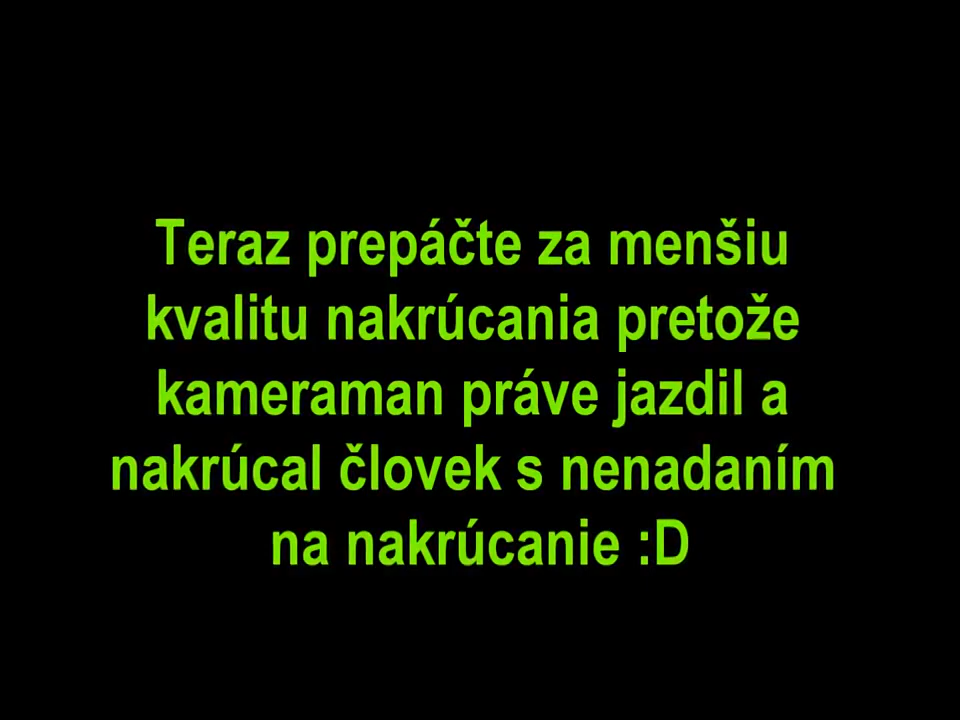 Teraz prepáčte za menšiu
kvalitu nakrúcania pretože
kameraman práve jazdil a
nakrúcal človek s nenadaním
na nakrúcanie :D